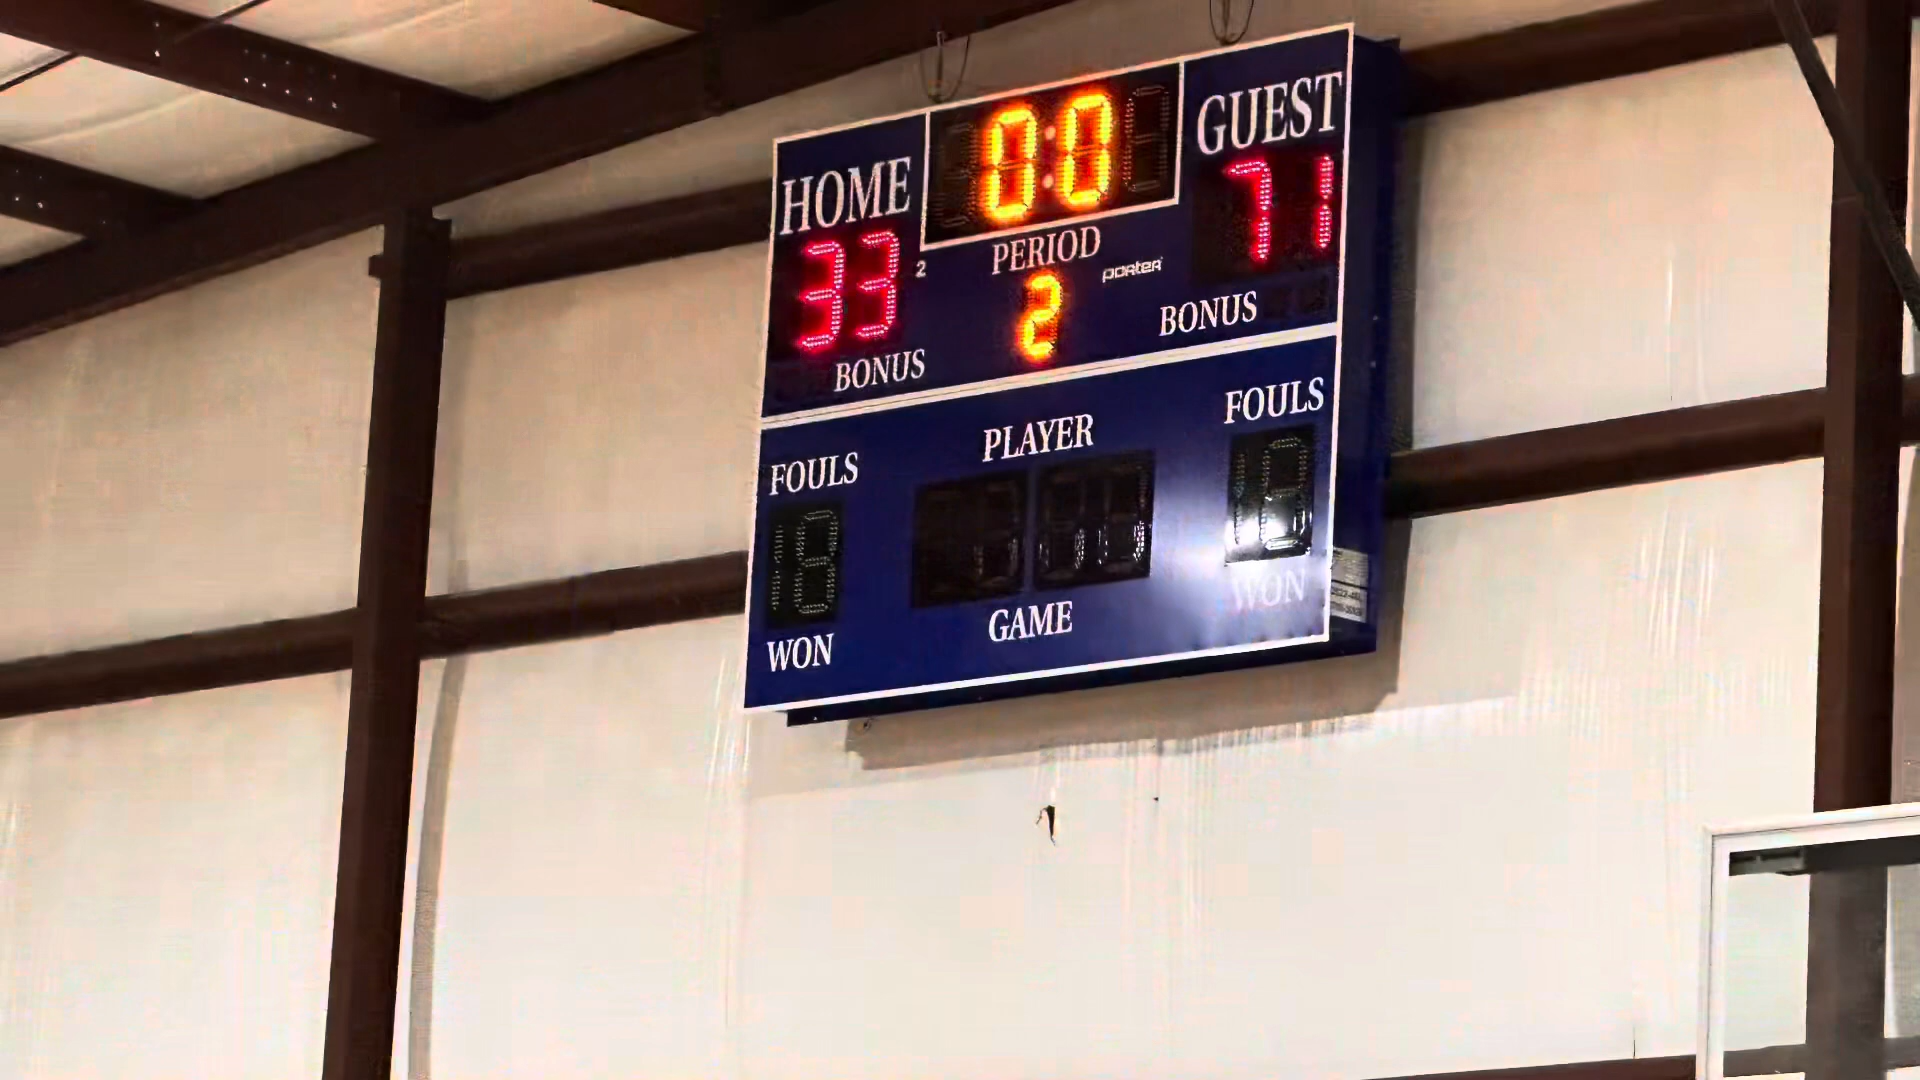 HOME
0:0
GUEST
33
2
PERIOD
porter
71
2
BONUS
BONUS
FOULS
PLAYER
FOULS
WON
GAME
WON